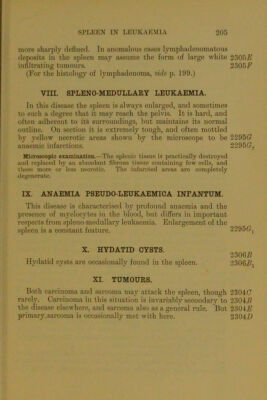 SPLEEN IN LEUKAEMIA 205
more sharply defined. In anomalous cases lymphadenomatous
deposits in the spleen may assume the form of large white 2305E
infiltrating tumours. 2505F
(For the histology of lymphadenoma, vide p. 199.)
VIII. SPLENO-MEDULLARY LEUKAEMIA.
In this disease the spleen is always enlarged, and sometimes
to such a degree that it may reach the pelvis. It is hard, and
often adherent to its surroundings, but maintains its normal
outline. On section it is extremely tough, and often mottled
by yellow necrotic areas shown by the microscope to be 2295G
anaemic infarctions. 2295G2
Microscopic examination.—The splenic tissue is practically destroyed
and replaced by an abundant fibrous tissue containing few cells, and
these more or less necrotic. The infarcted areas are completely
degenerate.
IX. ANAEMIA PSEUDO-LEUKAEMICA INFANTUM.
This disease is characterised by profound anaemia and the
presence of myelocytes in the blood, but differs in important
respects from spleno-medullary leukaemia. Enlargement of the
spleen is a constant feature. 2295G1
X. HYDATID CYSTS.
2306B
Hydatid cysts are occasionally found in the spleen. 2306B1
XI. TUMOURS.
Both carcinoma and sarcoma may attack the spleen, though 2304C
rarely. Carcinoma in this situation is invariably secondary to 2304B
the disease elsewhere, and sarcoma also as a general rule. But 2304E
primary sarcoma is occasionally met with here. 2304D